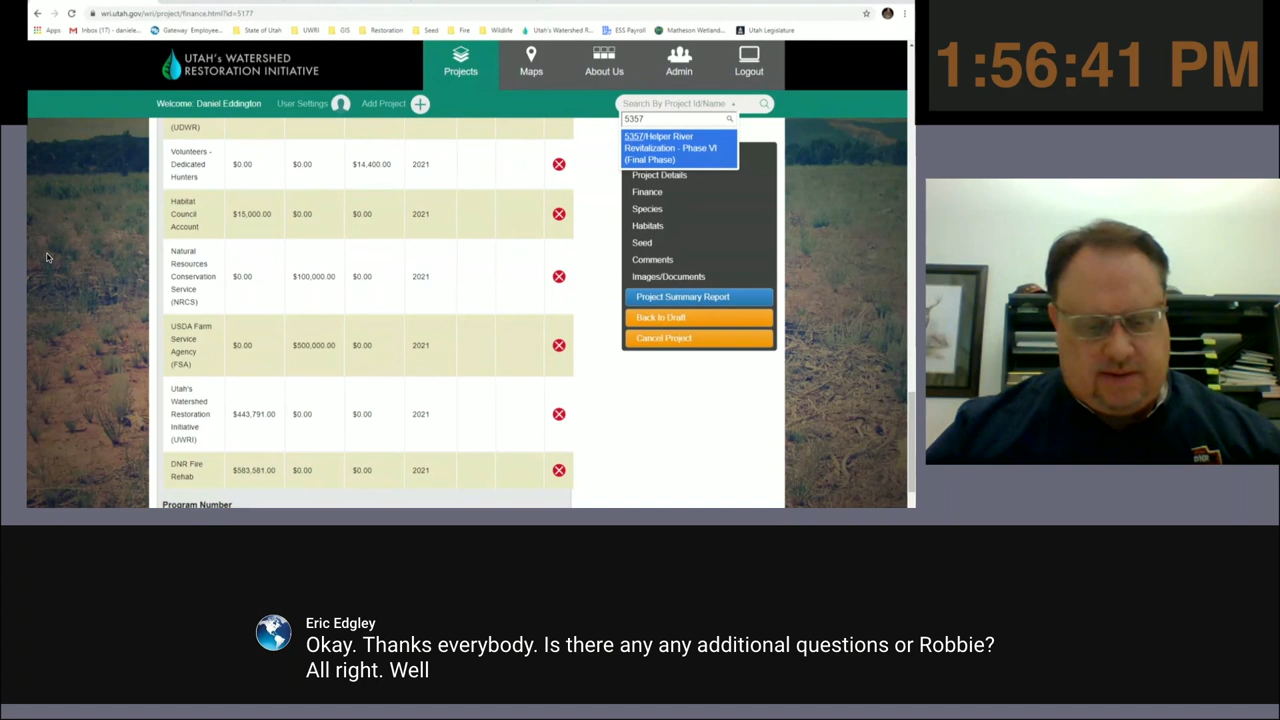 wri.utah.gov/wri/project/finance.html?id=5177
Apps
Inbox (17) - daniele...
Gateway Employee...
State of Utah
UWRI
GIS
Restoration
Seed
Fire
Wildlife
Utah's Watershed R...
ESS Payroll
Matheson Wetland...
Utah Legislature
UTAH'S WATERSHED
RESTORATION INITIATIVE
Projects
Maps
About Us
Admin
Logout
Welcome: Daniel Eddington
User Settings
Add Project
Search By Project Id/Name
5357
5357/Helper River
Revitalization - Phase VI
(Final Phase)
Project Details
Finance
Species
Habitats
Seed
Comments
Images/Documents
Project Summary Report
Back to Draft
Cancel Project
(UDWR)
Volunteers -
Dedicated
Hunters
$0.00 $0.00 $14,400.00 2021
Habitat
Council
Account
$15,000.00 $0.00 $0.00 2021
Natural
Resources
Conservation
Service
(NRCS)
$0.00 $100,000.00 $0.00 2021
USDA Farm
Service
Agency
(FSA)
$0.00 $500,000.00 $0.00 2021
Utah's
Watershed
Restoration
Initiative
(UWRI)
$443,791.00 $0.00 $0.00 2021
DNR Fire
Rehab
$583,581.00 $0.00 $0.00 2021
Program Number
1:56:41 PM
DNR
Eric Edgley
Okay. Thanks everybody. Is there any any additional questions or Robbie?
All right. Well